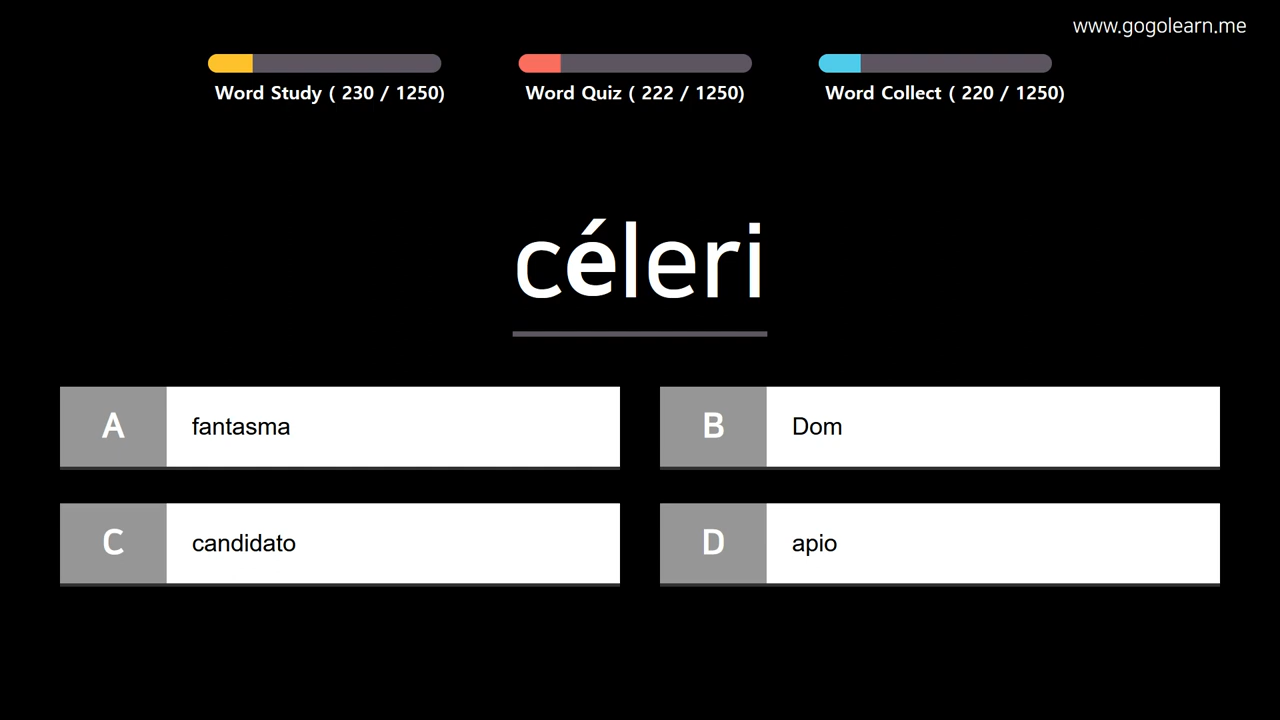 www.gogolearn.me
Word Study ( 230 / 1250)
Word Quiz ( 222 / 1250)
Word Collect ( 220 / 1250)
céleri
A fantasma
B Dom
C candidato
D apio